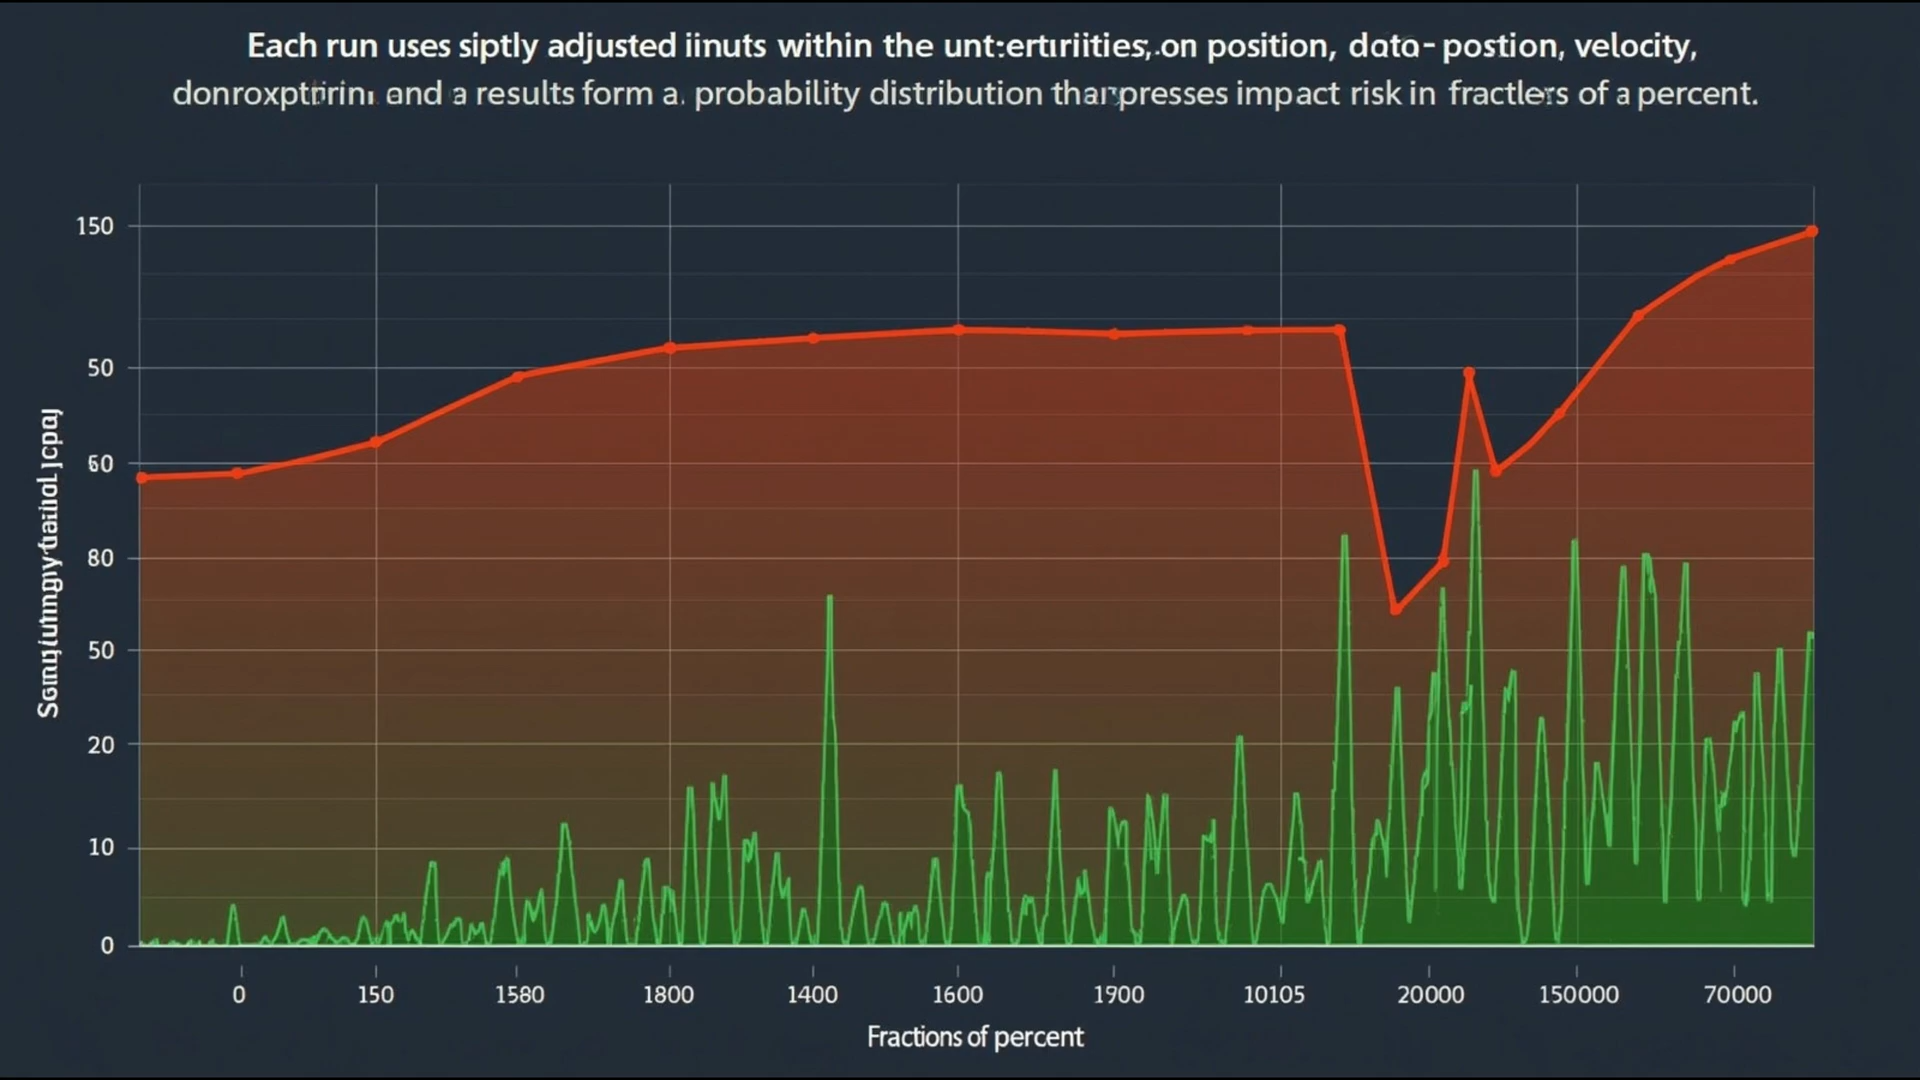 Each run uses siptly adjusted iinuts within the unt:ertıriities,.on position, data-postion, velocity,
and a results form a. probability distribution impact risk in of a percent.
150
50
60
80
50
20
10
0
0 150 1580 1800 1400 1600 1900 10105 20000 150000 70000
Fractions of percent